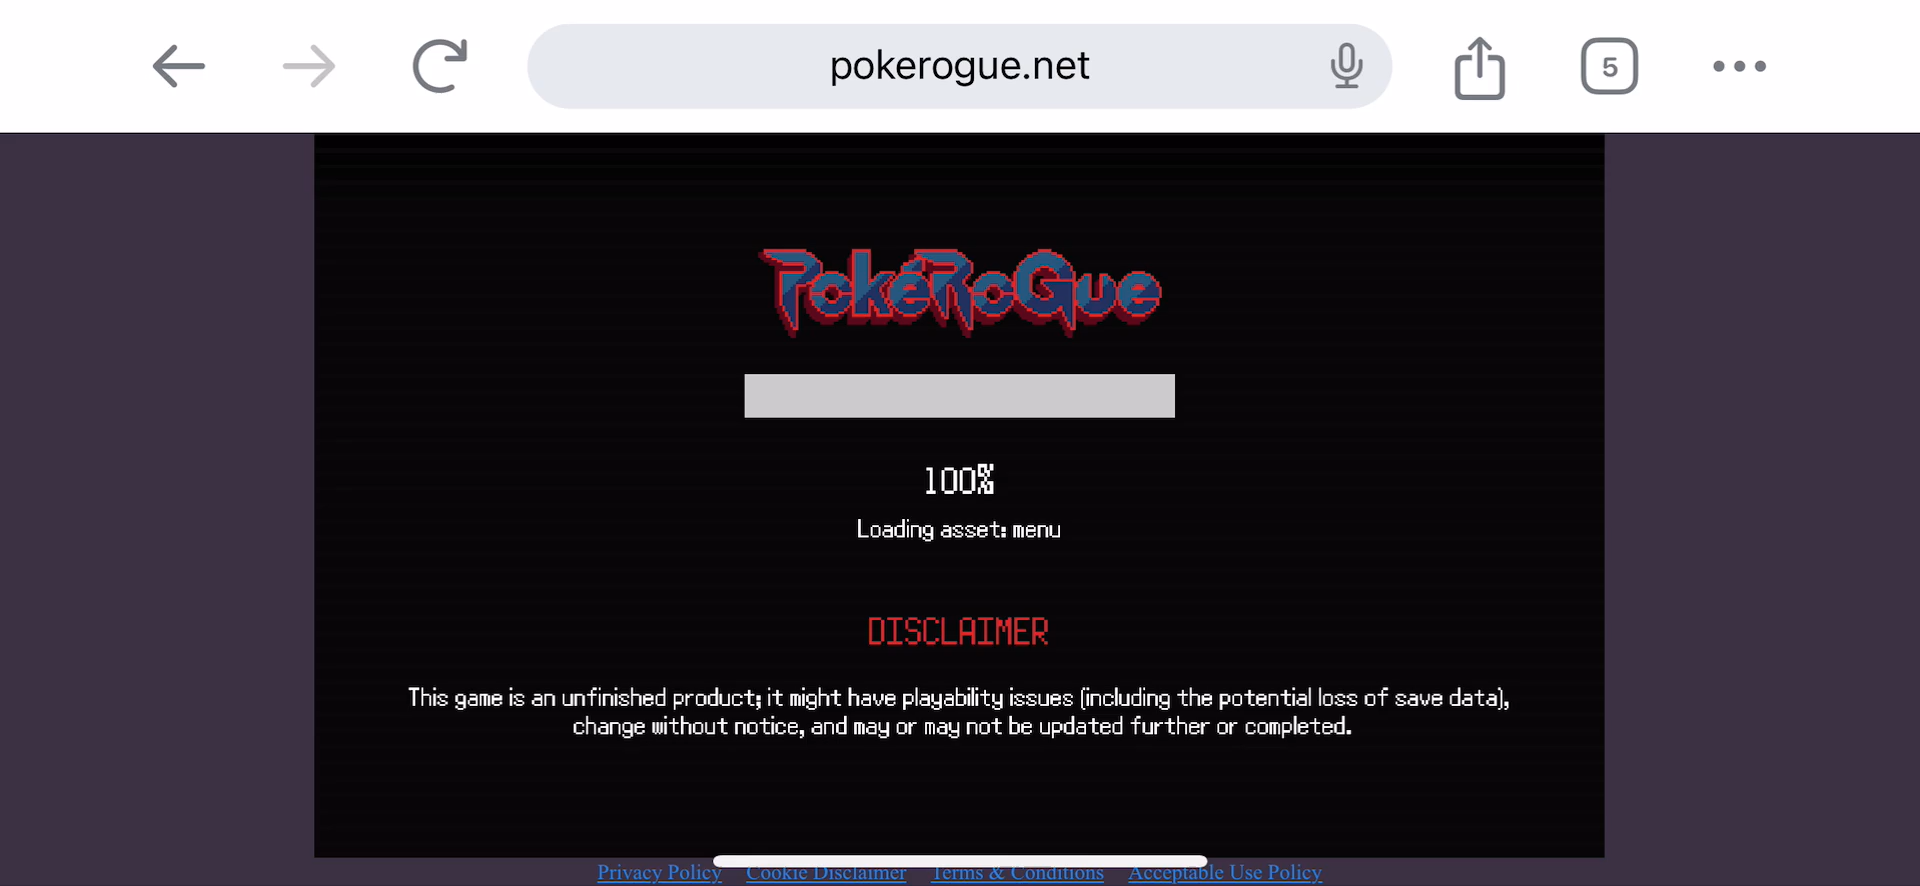 pokerogue.net
5
PokéRoGue
100%
Loading asset: menu
DISCLAIMER
This game is an unfinished product; it might have playability issues (including the potential loss of save data),
change without notice, and may or may not be updated further or completed.
Privacy Policy Cookie Disclaimer Terms & Conditions Acceptable Use Policy